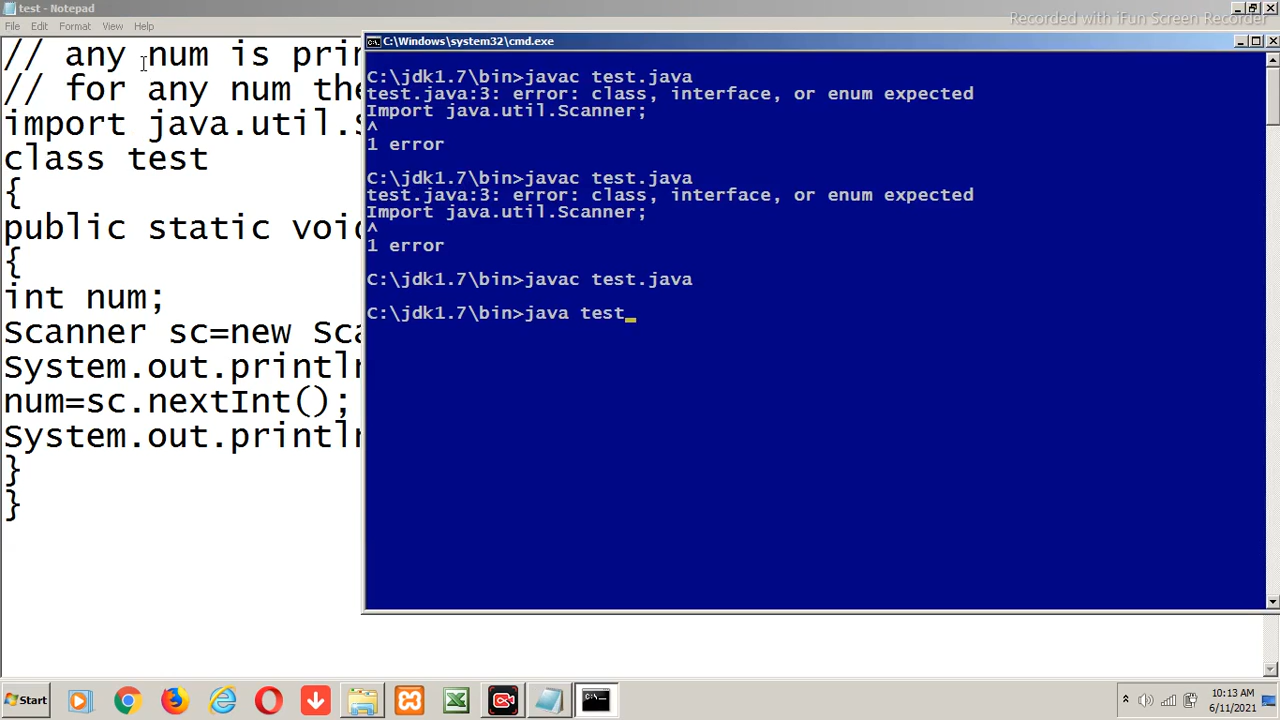 test - Notepad
File Edit Format View Help
Recorded with iFun Screen Recorder
// any num is prin
// for any num the
import java.util.S
class test
{
public static void
{
int num;
Scanner sc=new Sca
System.out.println
num=sc.nextInt();
System.out.println
}
}
C:\Windows\system32\cmd.exe
C:\jdk1.7\bin>javac test.java
test.java:3: error: class, interface, or enum expected
Import java.util.Scanner;
^
1 error
C:\jdk1.7\bin>javac test.java
test.java:3: error: class, interface, or enum expected
Import java.util.Scanner;
^
1 error
C:\jdk1.7\bin>javac test.java
C:\jdk1.7\bin>java test_
Start
10:13 AM
6/11/2021